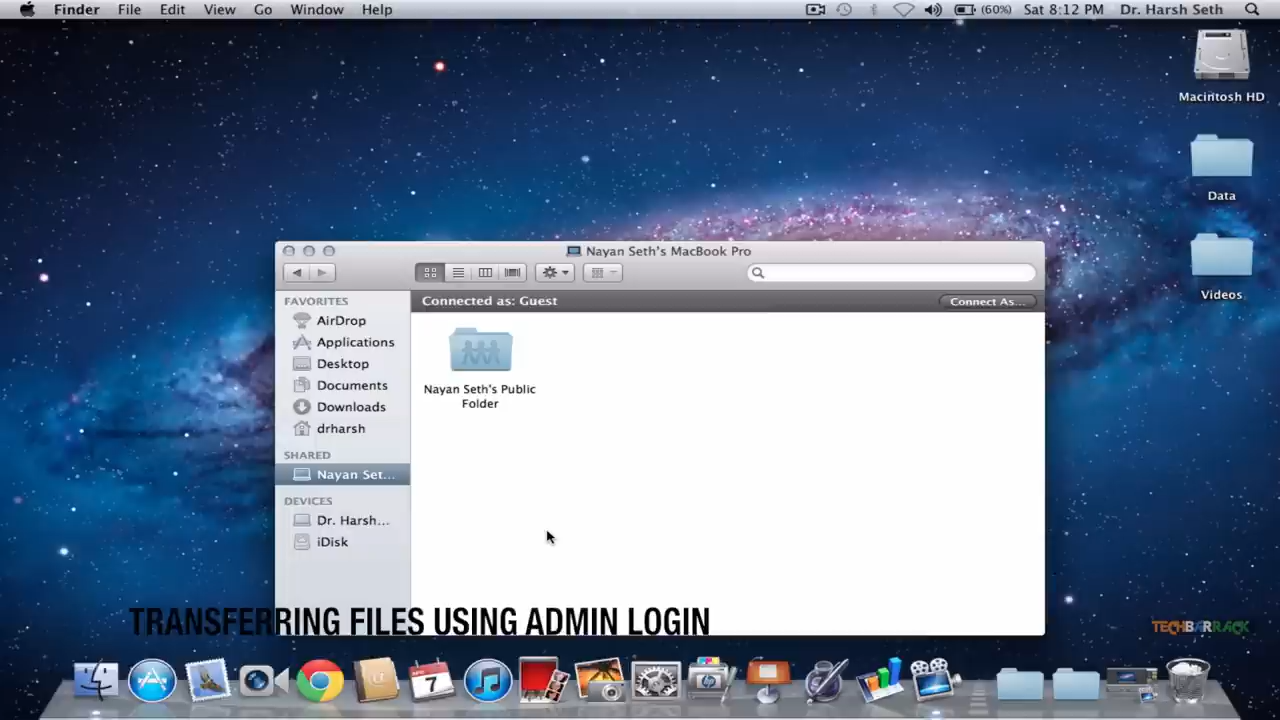 Finder File Edit View Go Window Help (60%) Sat 8:12 PM Dr. Harsh Seth
Macintosh HD
Data
Videos
Nayan Seth's MacBook Pro
Connected as: Guest Connect As...
FAVORITES
AirDrop
Applications
Desktop
Documents
Downloads
drharsh
SHARED
Nayan Set...
DEVICES
Dr. Harsh...
iDisk
Nayan Seth's Public
Folder
TRANSFERRING FILES USING ADMIN LOGIN
TECHBARRACK
7
hp